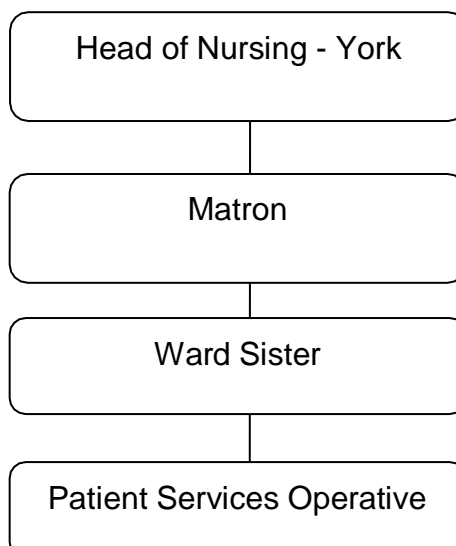 Head of Nursing - York
Matron
Ward Sister
Patient Services Operative